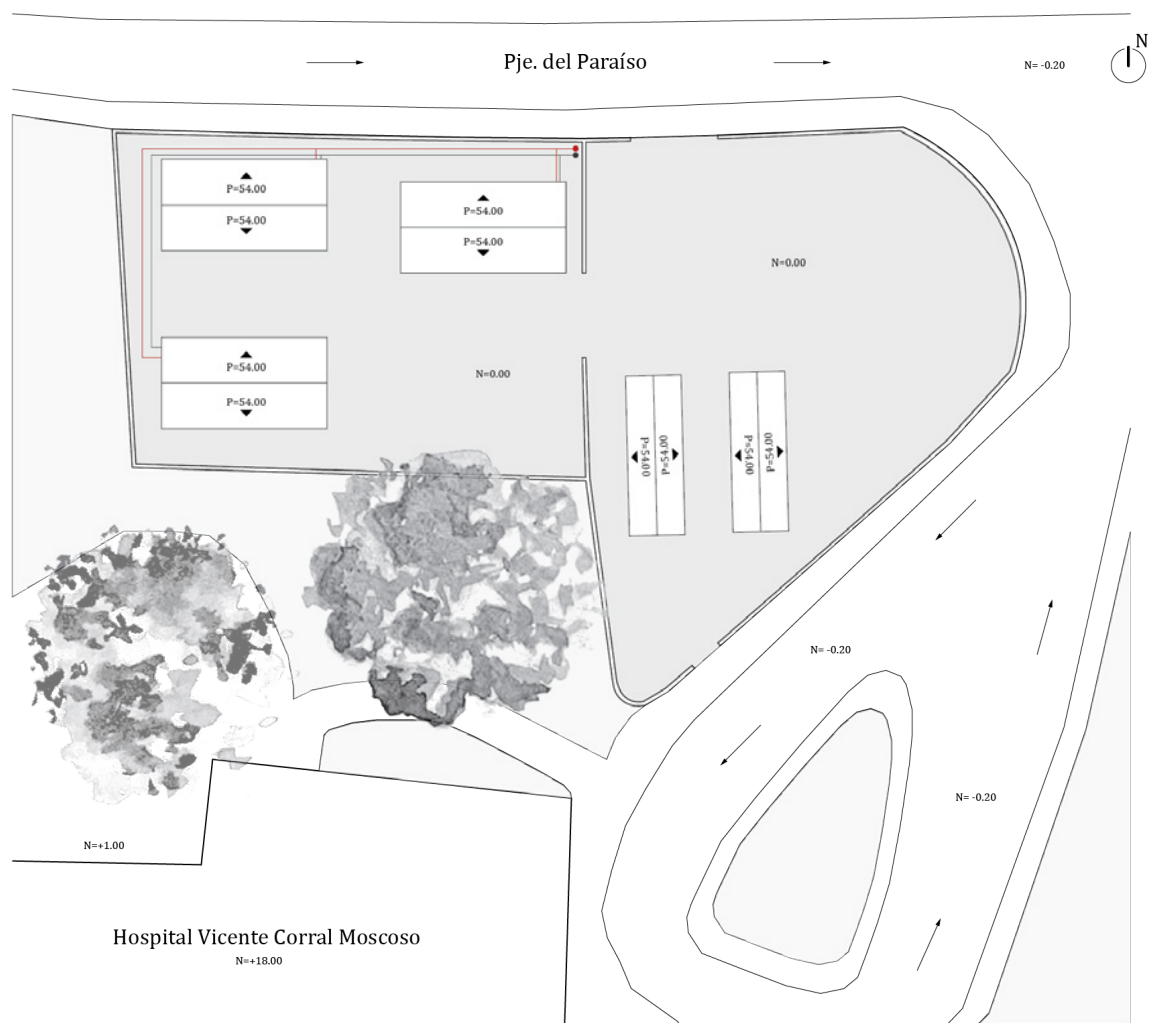 N
Pje. del Paraíso
N= -0.20
P=54.00
P=54.00
P=54.00
P=54.00
N=0.00
P=54.00
P=54.00
N=0.00
P=54.00
P=54.00
P=54.00
P=54.00
N= -0.20
N= -0.20
N=+1.00
Hospital Vicente Corral Moscoso
N=+18.00